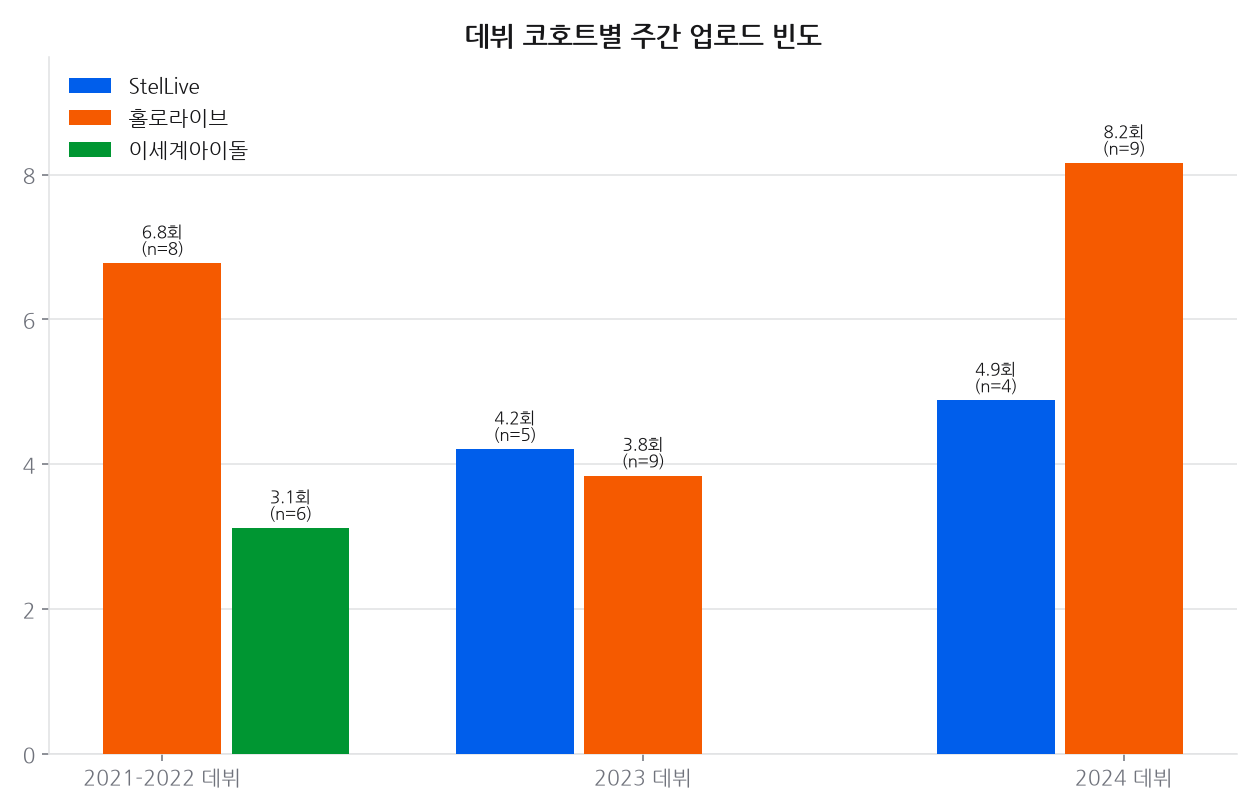 데뷔 코호트별 주간 업로드 빈도
StelLive
홀로라이브
이세계아이돌
8
6
4
2
0
6.8회
(n=8)
3.1회
(n=6)
4.2회
(n=5)
3.8회
(n=9)
4.9회
(n=4)
8.2회
(n=9)
2021-2022 데뷔
2023 데뷔
2024 데뷔